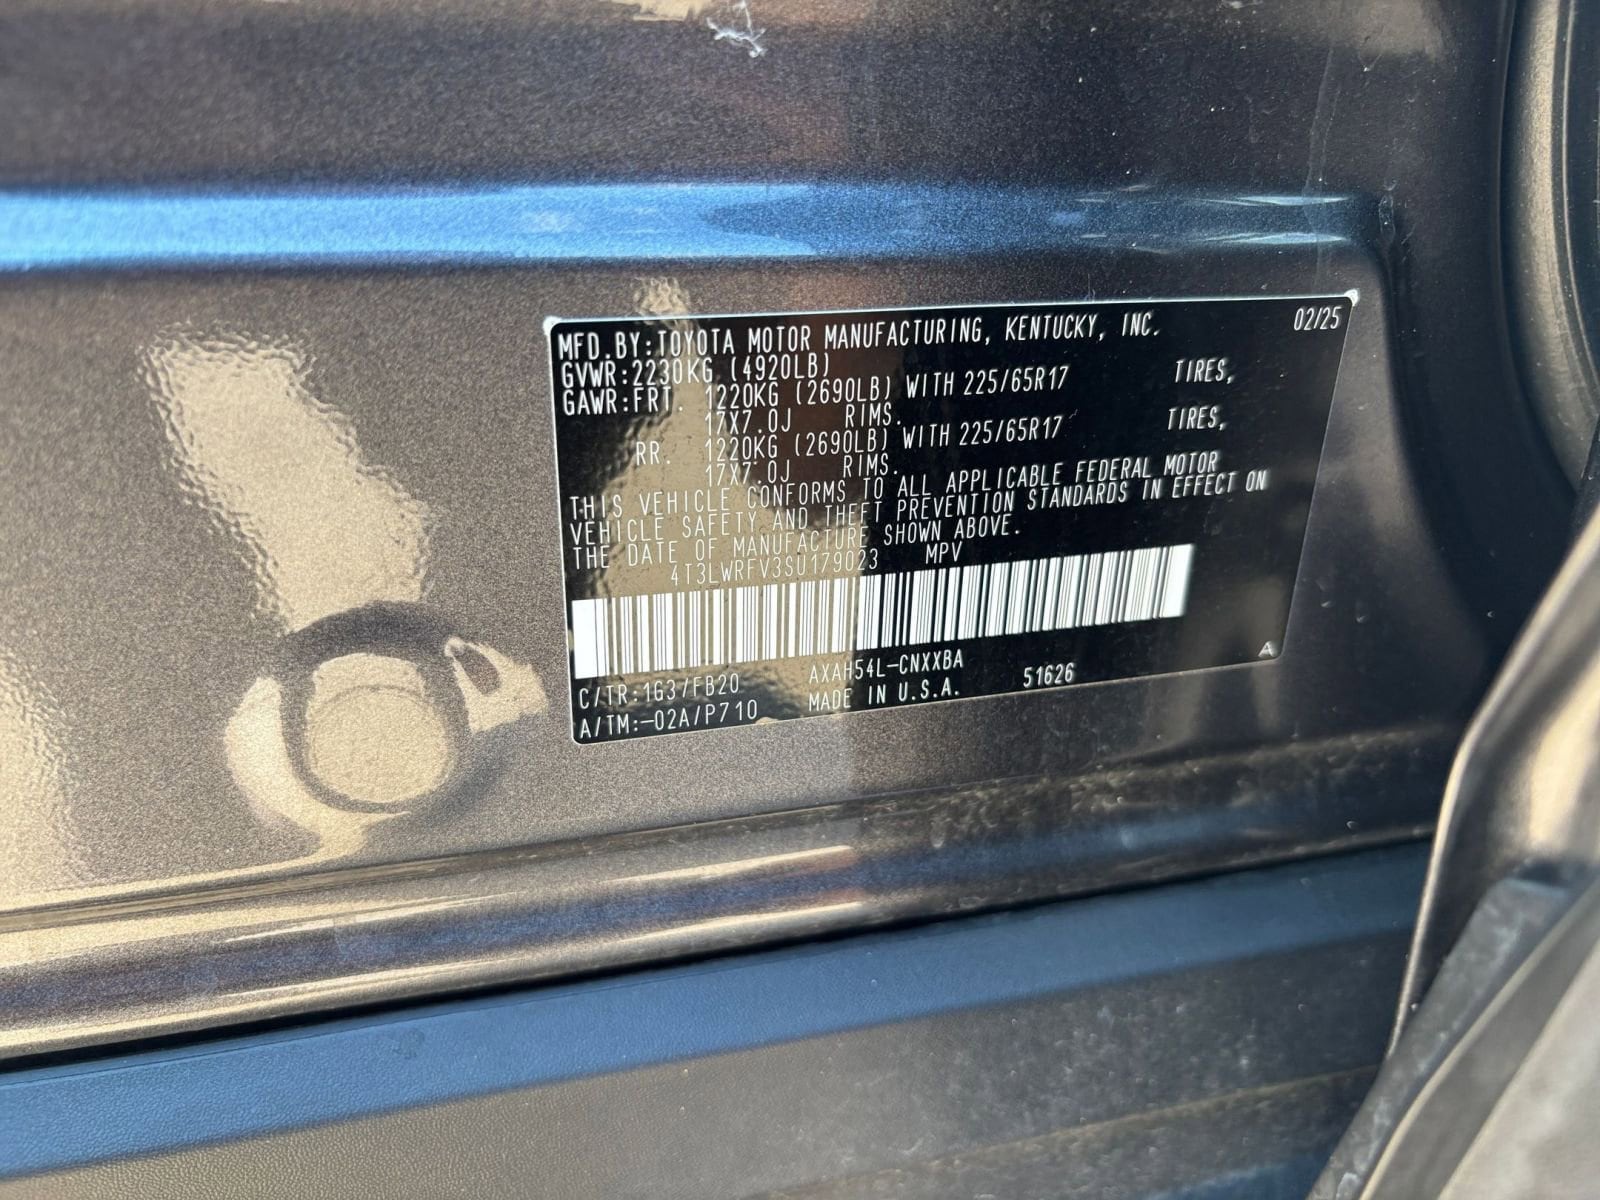 MFD.BY:TOYOTA MOTOR MANUFACTURING, KENTUCKY, INC. 02/25
GVWR:2230KG (4920LB)
GAWR:FRT. 1220KG (2690LB) WITH 225/65R17 TIRES,
17X7.0J RIMS.
RR. 1220KG (2690LB) WITH 225/65R17 TIRES,
17X7.0J RIMS.
THIS VEHICLE CONFORMS TO ALL APPLICABLE FEDERAL MOTOR
VEHICLE SAFETY AND THEFT PREVENTION STANDARDS IN EFFECT ON
THE DATE OF MANUFACTURE SHOWN ABOVE.
4T3LWRFV3SU179023 MPV
C/TR:1G3/FB20 AXAH54L-CNXXBA A
A/TM:-02A/P710 MADE IN U.S.A. 51626